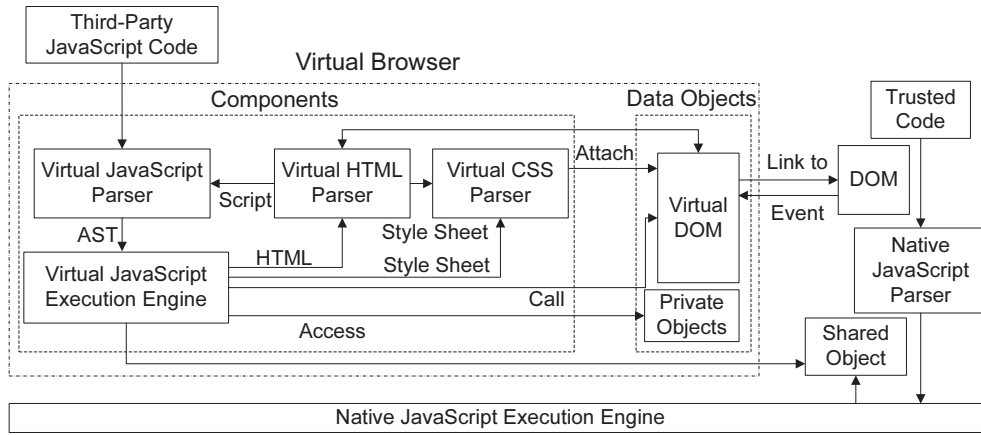 Third-Party
JavaScript Code
Virtual Browser
Components
Data Objects
Trusted
Code
Virtual JavaScript
Parser
Script
Virtual HTML
Parser
Virtual CSS
Parser
Attach
Virtual
DOM
Link to
Event
DOM
AST
Style Sheet
HTML
Style Sheet
Virtual JavaScript
Execution Engine
Call
Access
Private
Objects
Native
JavaScript
Parser
Shared
Object
Native JavaScript Execution Engine